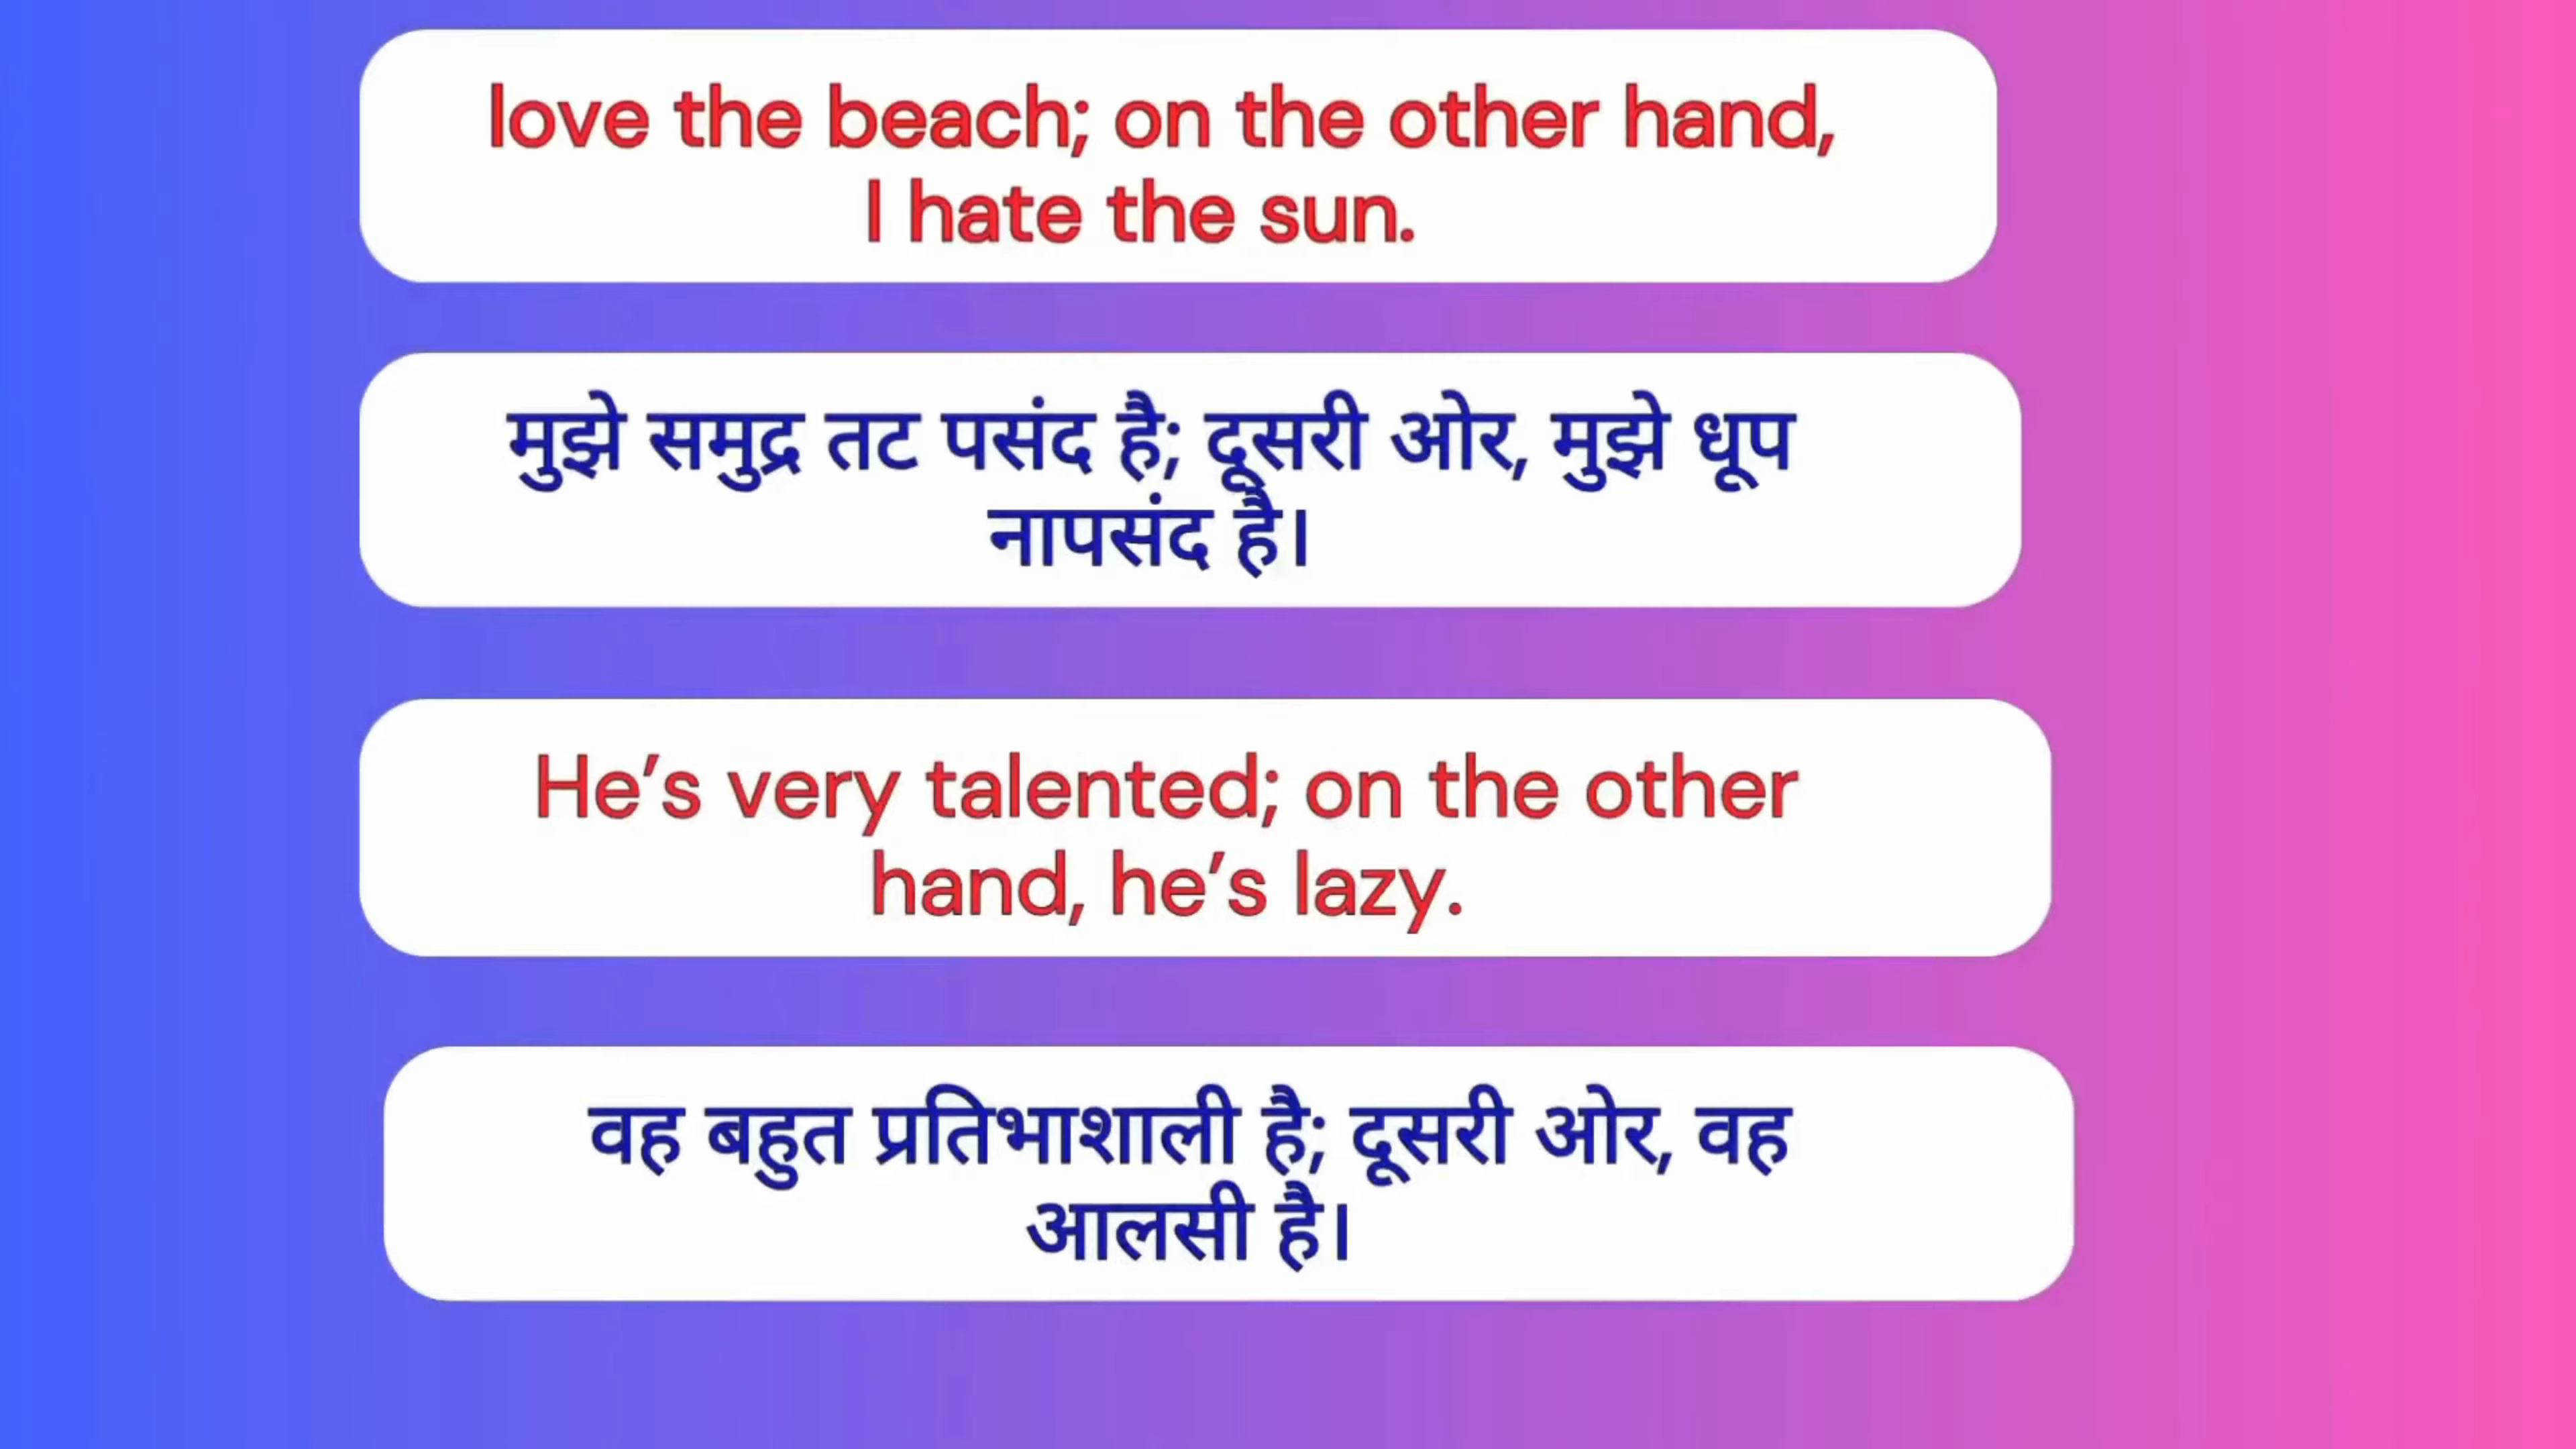 love the beach; on the other hand,
I hate the sun.
मुझे समुद्र तट पसंद है; दूसरी ओर, मुझे धूप
नापसंद है।
He’s very talented; on the other
hand, he’s lazy.
वह बहुत प्रतिभाशाली है; दूसरी ओर, वह
आलसी है।